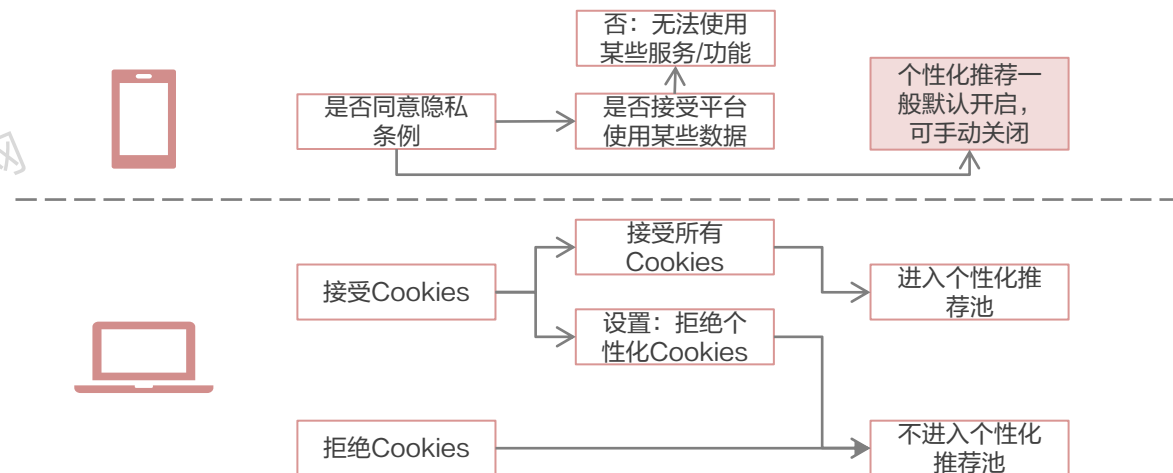 否：无法使用
某些服务/功能
是否同意隐私
条例
是否接受平台
使用某些数据
个性化推荐一
般默认开启，
可手动关闭
网
接受Cookies
接受所有
Cookies
设置：拒绝个
性化Cookies
进入个性化推
荐池
拒绝Cookies
不进入个性化
推荐池